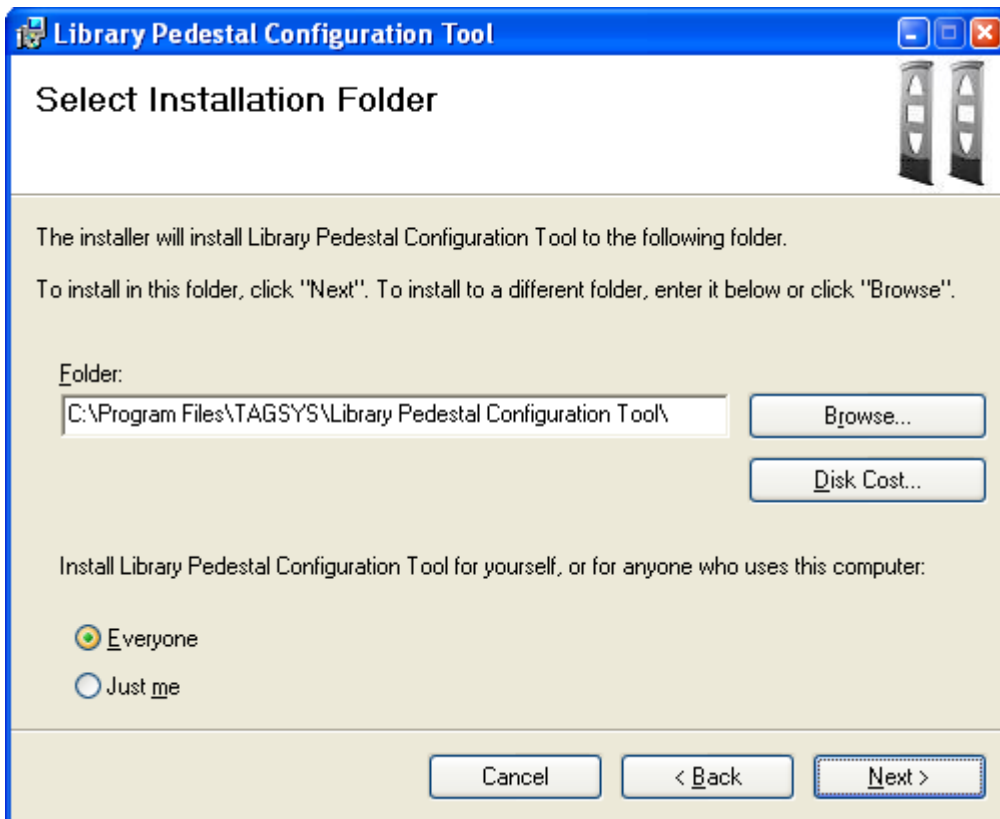 Library Pedestal Configuration Tool
Select Installation Folder
The installer will install Library Pedestal Configuration Tool to the following folder.
To install in this folder, click "Next". To install to a different folder, enter it below or click "Browse".
Folder:
C:\Program Files\TAGSYS\Library Pedestal Configuration Tool\
Browse...
Disk Cost...
Install Library Pedestal Configuration Tool for yourself, or for anyone who uses this computer:
Everyone
Just me
Cancel
< Back
Next >